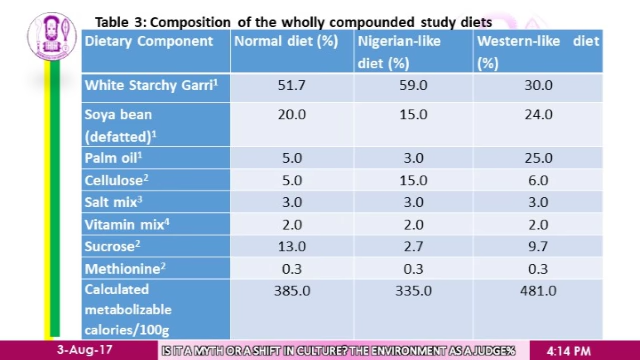 Table 3: Composition of the wholly compounded study diets
Dietary Component Normal diet (%) Nigerian-like diet (%) Western-like diet (%)
White Starchy Garri¹ 51.7 59.0 30.0
Soya bean (defatted)¹ 20.0 15.0 24.0
Palm oil¹ 5.0 3.0 25.0
Cellulose² 5.0 15.0 6.0
Salt mix³ 3.0 3.0 3.0
Vitamin mix⁴ 2.0 2.0 2.0
Sucrose² 13.0 2.7 9.7
Methionine² 0.3 0.3 0.3
Calculated metabolizable calories/100g 385.0 335.0 481.0
3-Aug-17 IS IT A MYTH OR A SHIFT IN CULTURE? THE ENVIRONMENT AS A JUDGE% 4:14 PM